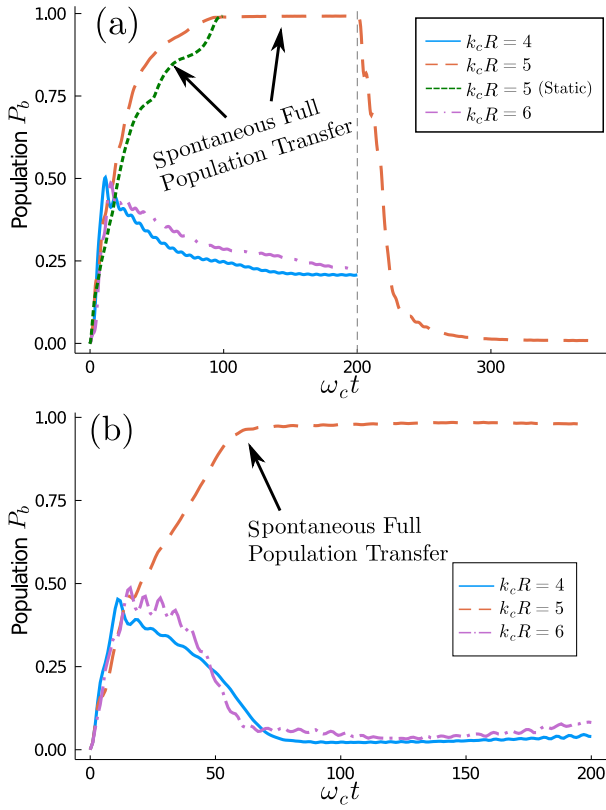 (a)
1.00
0.75
0.50
0.25
0.00
Population P_b
k_cR = 4
k_cR = 5
k_cR = 5 (Static)
k_cR = 6
Spontaneous Full
Population Transfer
0 100 200 300
ω_ct
(b)
1.00
0.75
0.50
0.25
0.00
Population P_b
Spontaneous Full
Population Transfer
k_cR = 4
k_cR = 5
k_cR = 6
0 50 100 150 200
ω_ct